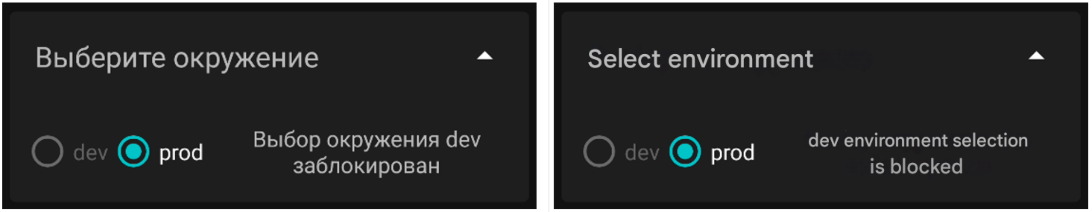 Выберите окружение
dev prod
Выбор окружения dev
заблокирован
Select environment
dev prod
dev environment selection
is blocked